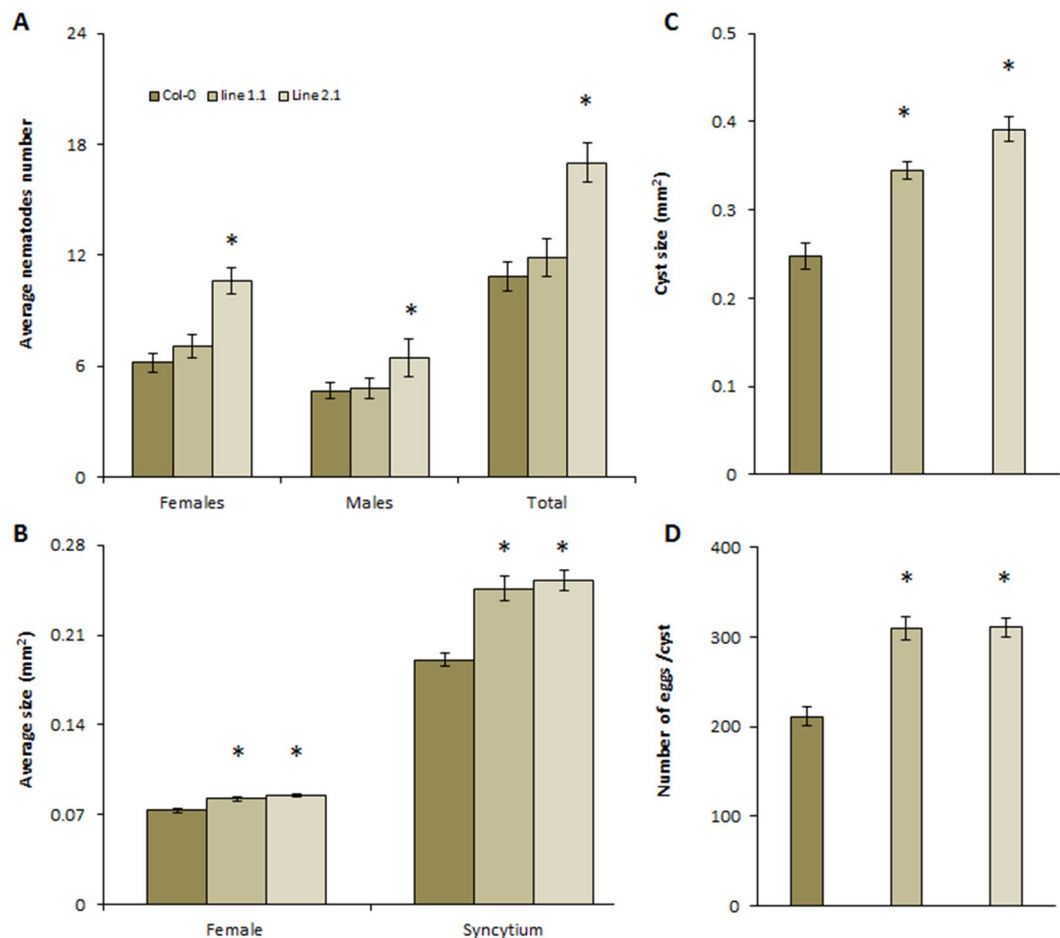 A
Average nematodes number
24
18
12
6
0
Col-0 line 1.1 Line 2.1
*
*
*
Females Males Total
B
Average size (mm²)
0.28
0.21
0.14
0.07
0
* *
* *
Female Syncytium
C
Cyst size (mm²)
0.5
0.4
0.3
0.2
0.1
0
*
*
D
Number of eggs /cyst
400
300
200
100
0
* *